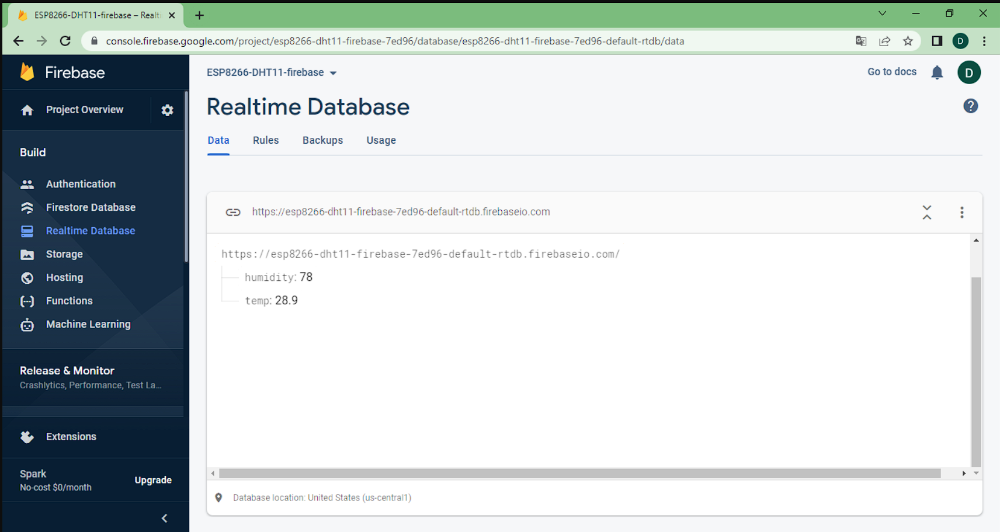 ESP8266-DHT11-firebase – Realti
console.firebase.google.com/project/esp8266-dht11-firebase-7ed96/database/esp8266-dht11-firebase-7ed96-default-rtdb/data
D
Firebase
ESP8266-DHT11-firebase
Go to docs
D
Project Overview
Realtime Database
Data Rules Backups Usage
Build
Authentication
Firestore Database
Realtime Database
Storage
Hosting
Functions
Machine Learning
Release & Monitor
Crashlytics, Performance, Test La...
Extensions
Spark
No-cost $0/month
Upgrade
https://esp8266-dht11-firebase-7ed96-default-rtdb.firebaseio.com
https://esp8266-dht11-firebase-7ed96-default-rtdb.firebaseio.com/
humidity: 78
temp: 28.9
Database location: United States (us-central1)